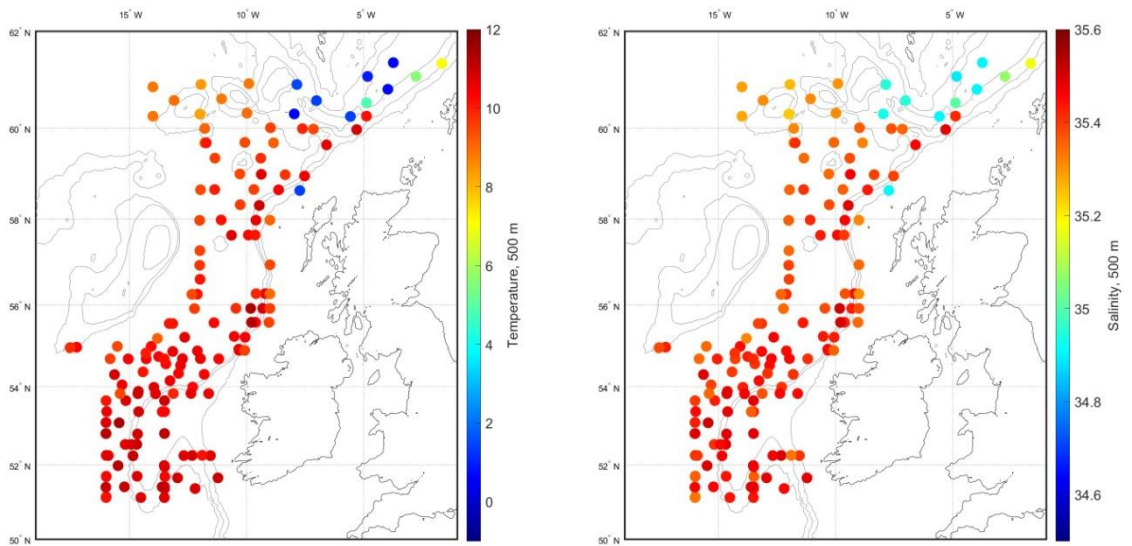 15° W
10° W
5° W
62° N
60° N
58° N
56° N
54° N
52° N
50° N
12
10
8
6
4
2
0
Temperature, 500 m
15° W
10° W
5° W
62° N
60° N
58° N
56° N
54° N
52° N
50° N
35.6
35.4
35.2
35
34.8
34.6
Salinity, 500 m